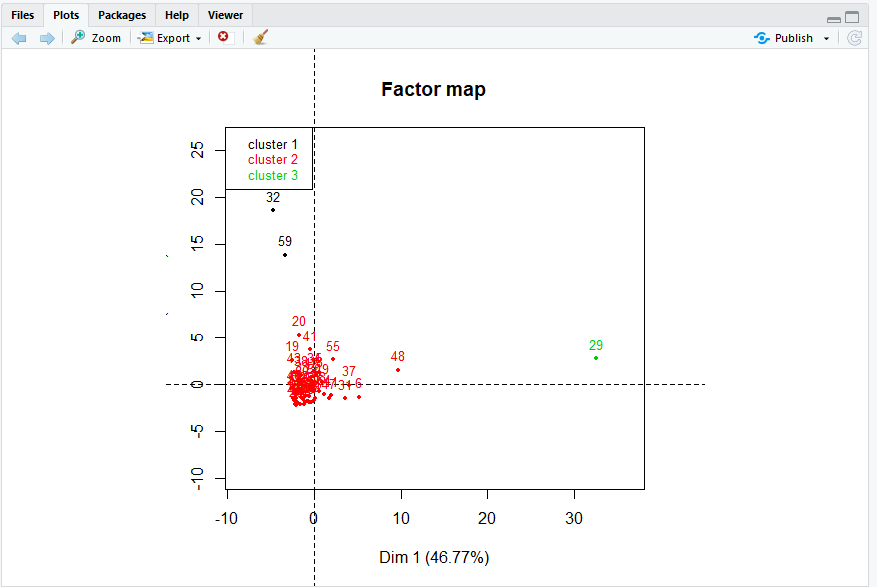 Files Plots Packages Help Viewer
Zoom Export Publish
Factor map
cluster 1
cluster 2
cluster 3
25
20
15
10
5
0
-5
-10
32
59
20
41
19
55
48
29
37
6
-10 0 10 20 30
Dim 1 (46.77%)